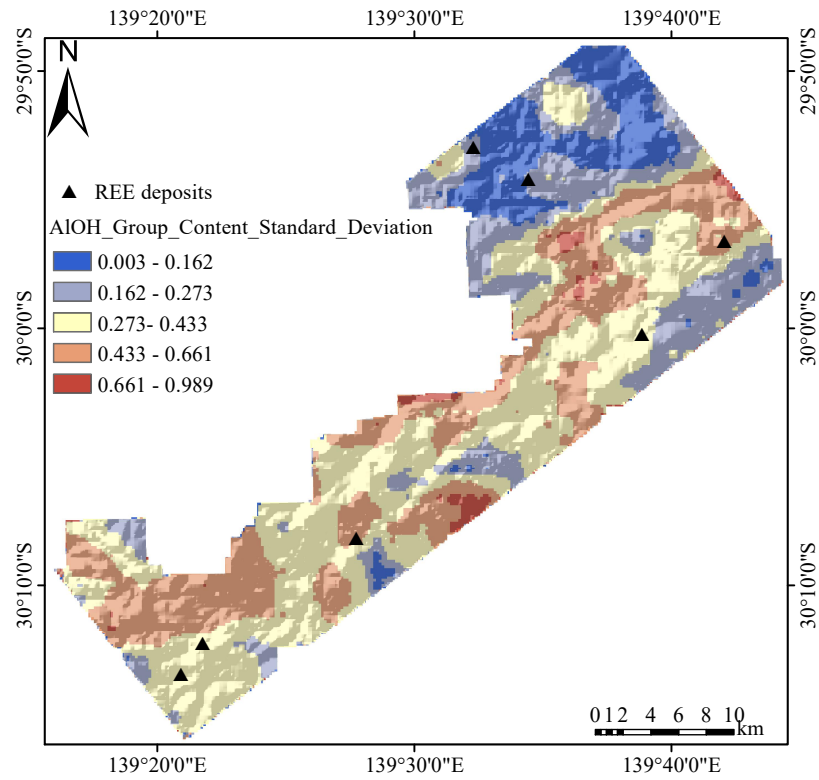 139°20'0"E 139°30'0"E 139°40'0"E
29°50'0"S 29°50'0"S
N
REE deposits
AlOH_Group_Content_Standard_Deviation
0.003 - 0.162
0.162 - 0.273
0.273- 0.433
0.433 - 0.661
0.661 - 0.989
30°0'0"S 30°0'0"S
30°10'0"S 30°10'0"S
0 1 2 4 6 8 10
km
139°20'0"E 139°30'0"E 139°40'0"E